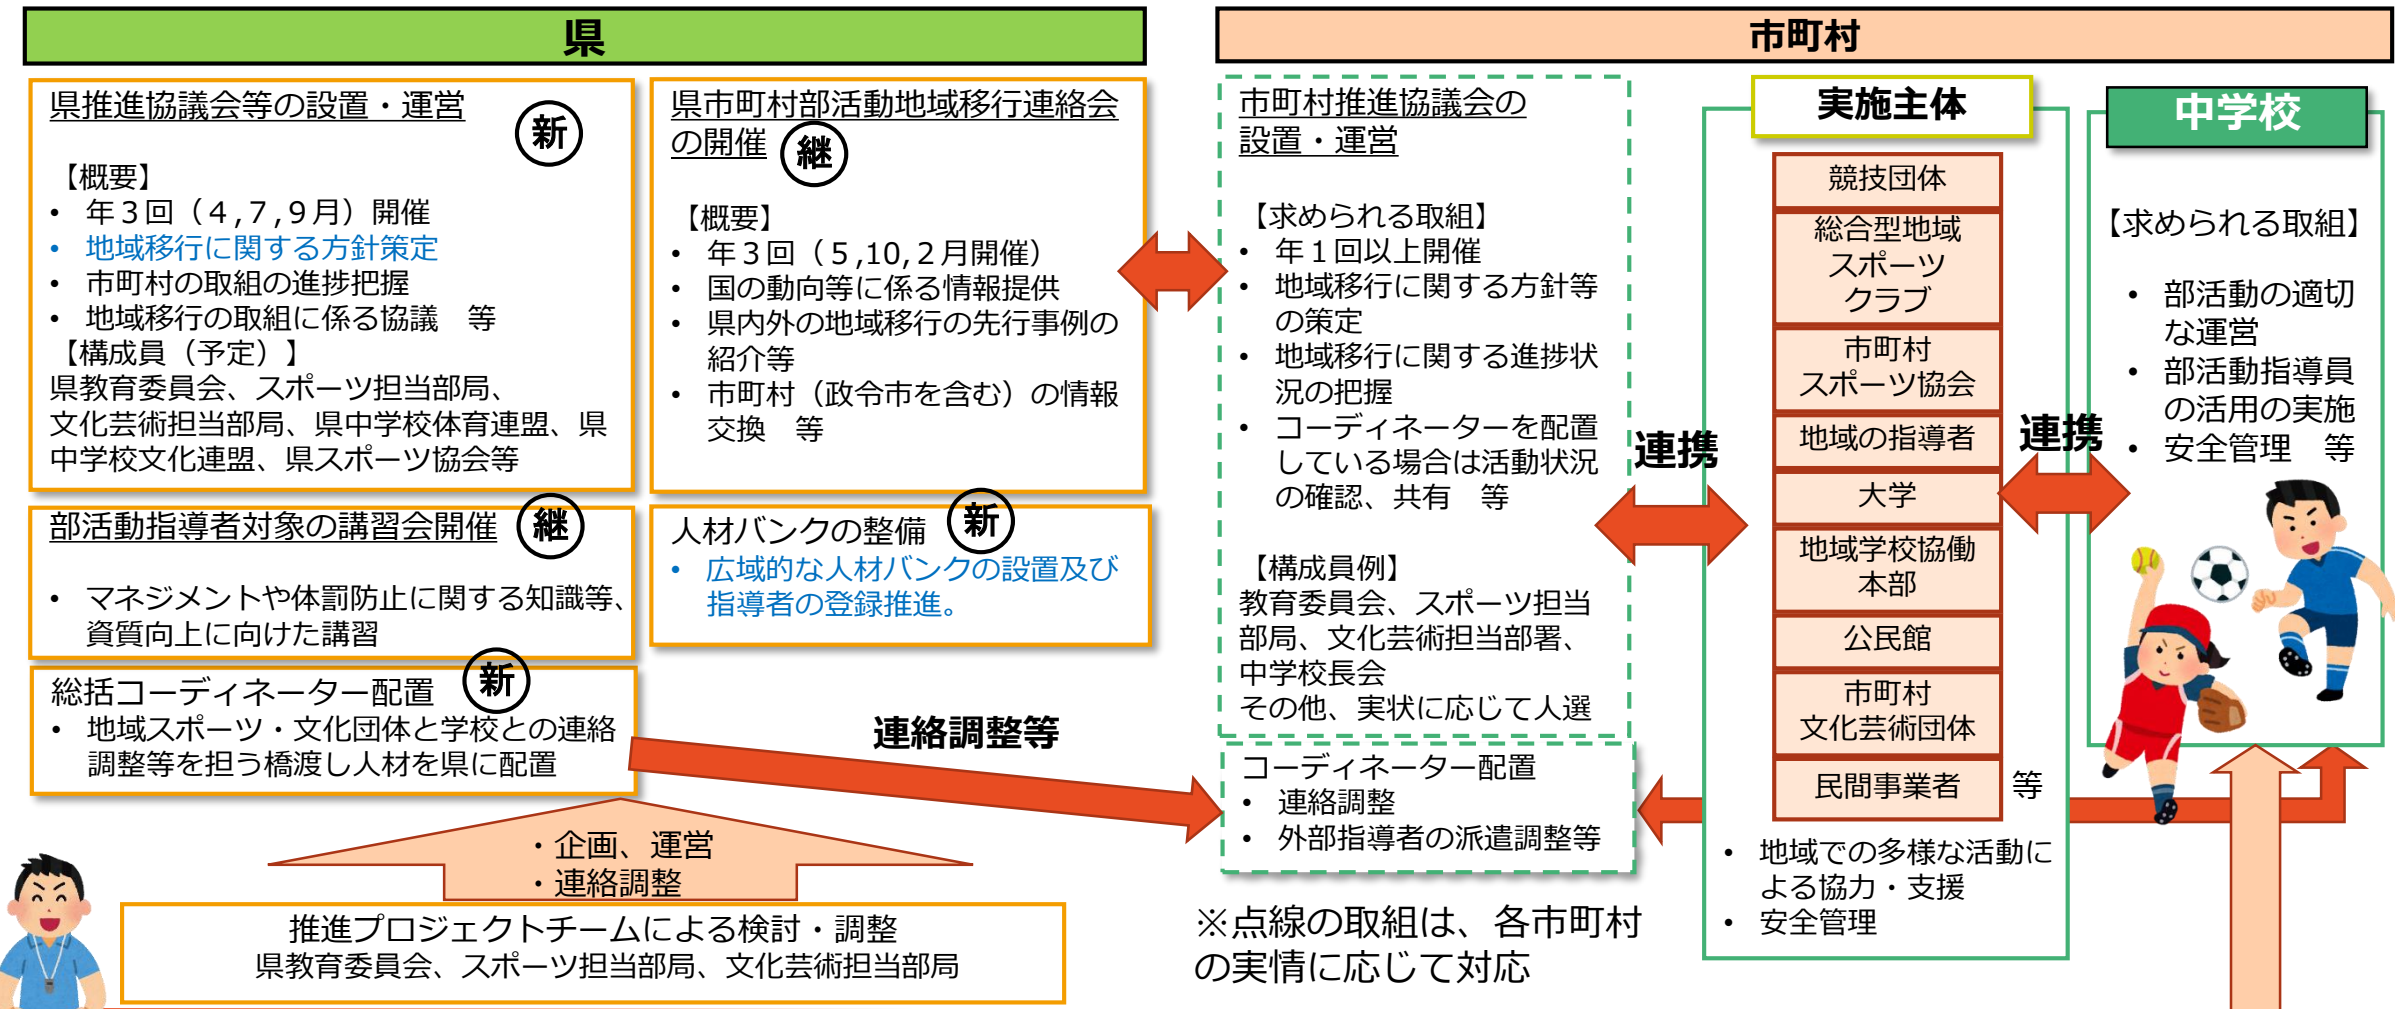 県
県推進協議会等の設置・運営
新
【概要】
• 年３回（４,７,９月）開催
• 地域移行に関する方針策定
• 市町村の取組の進捗把握
• 地域移行の取組に係る協議　等
【構成員（予定）】
県教育委員会、スポーツ担当部局、
文化芸術担当部局、県中学校体育連盟、県
中学校文化連盟、県スポーツ協会等
県市町村部活動地域移行連絡会
の開催
継
【概要】
• 年３回（５,10,２月開催）
• 国の動向等に係る情報提供
• 県内外の地域移行の先行事例の
紹介等
• 市町村（政令市を含む）の情報
交換　等
部活動指導者対象の講習会開催
継
• マネジメントや体罰防止に関する知識等、
資質向上に向けた講習
人材バンクの整備
新
• 広域的な人材バンクの設置及び
指導者の登録推進。
総括コーディネーター配置
新
• 地域スポーツ・文化団体と学校との連絡
調整等を担う橋渡し人材を県に配置
連絡調整等
・企画、運営
・連絡調整
推進プロジェクトチームによる検討・調整
県教育委員会、スポーツ担当部局、文化芸術担当部局
市町村
市町村推進協議会の
設置・運営
【求められる取組】
• 年１回以上開催
• 地域移行に関する方針等
の策定
• 地域移行に関する進捗状
況の把握
• コーディネーターを配置
している場合は活動状況
の確認、共有　等
【構成員例】
教育委員会、スポーツ担当
部局、文化芸術担当部署、
中学校長会
その他、実状に応じて人選
コーディネーター配置
• 連絡調整
• 外部指導者の派遣調整等
※点線の取組は、各市町村
の実情に応じて対応
連携
実施主体
競技団体
総合型地域
スポーツ
クラブ
市町村
スポーツ協会
地域の指導者
大学
地域学校協働
本部
公民館
市町村
文化芸術団体
民間事業者
等
• 地域での多様な活動に
よる協力・支援
• 安全管理
連携
中学校
【求められる取組】
• 部活動の適切
な運営
• 部活動指導員
の活用の実施
• 安全管理　等